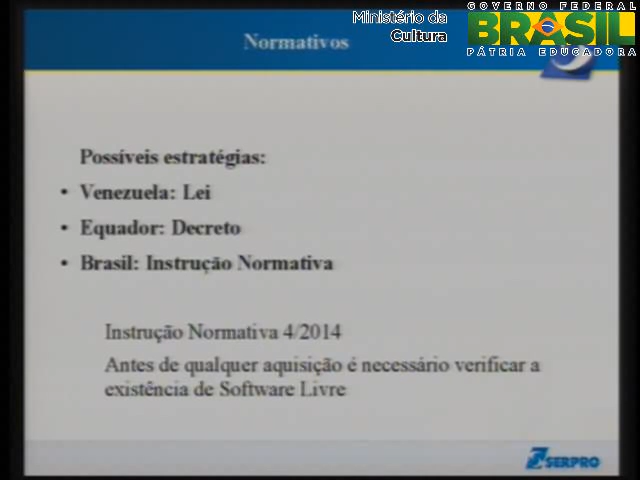 Ministério da
Cultura
GOVERNO FEDERAL
BRASIL
PÁTRIA EDUCADORA
Normativos
Possíveis estratégias:
• Venezuela: Lei
• Equador: Decreto
• Brasil: Instrução Normativa
Instrução Normativa 4/2014
Antes de qualquer aquisição é necessário verificar a
existência de Software Livre
SERPRO